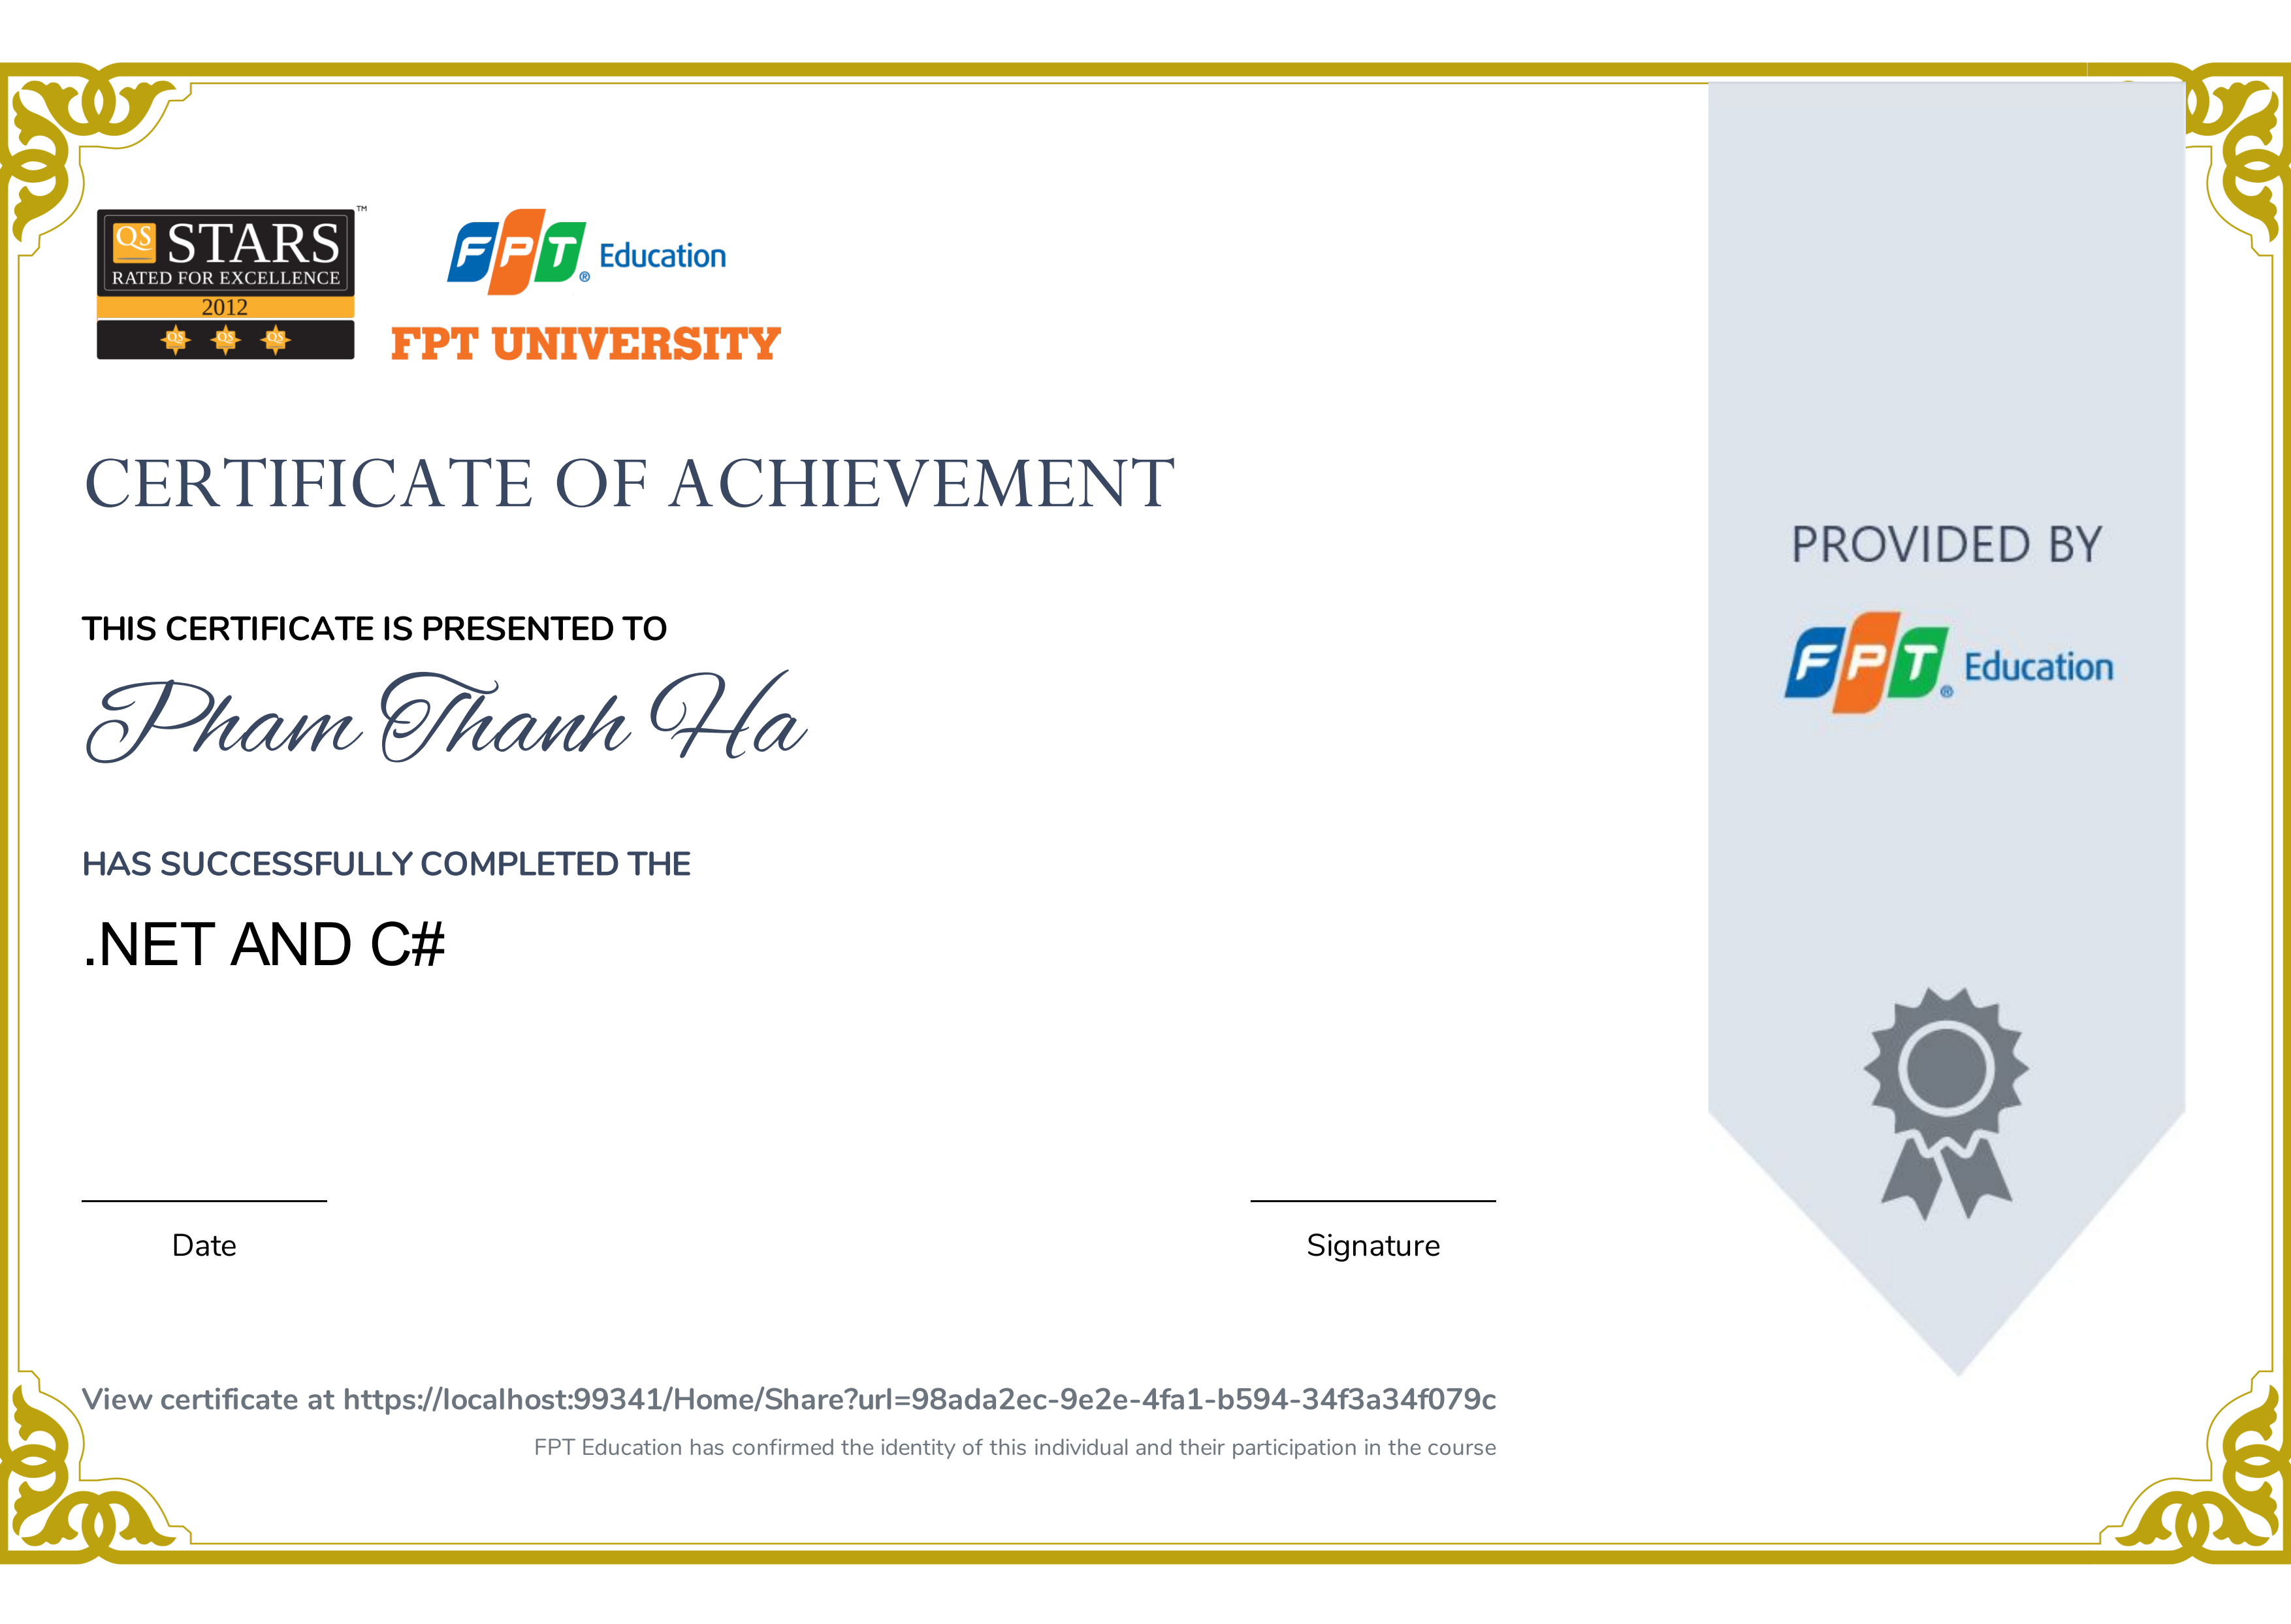 QS STARS™
RATED FOR EXCELLENCE
2012
QS QS QS
FPT® Education
FPT UNIVERSITY
CERTIFICATE OF ACHIEVEMENT
THIS CERTIFICATE IS PRESENTED TO
Pham Thanh Ha
HAS SUCCESSFULLY COMPLETED THE
.NET AND C#
Date
Signature
View certificate at https://localhost:99341/Home/Share?url=98ada2ec-9e2e-4fa1-b594-34f3a34f079c
FPT Education has confirmed the identity of this individual and their participation in the course
PROVIDED BY
FPT® Education